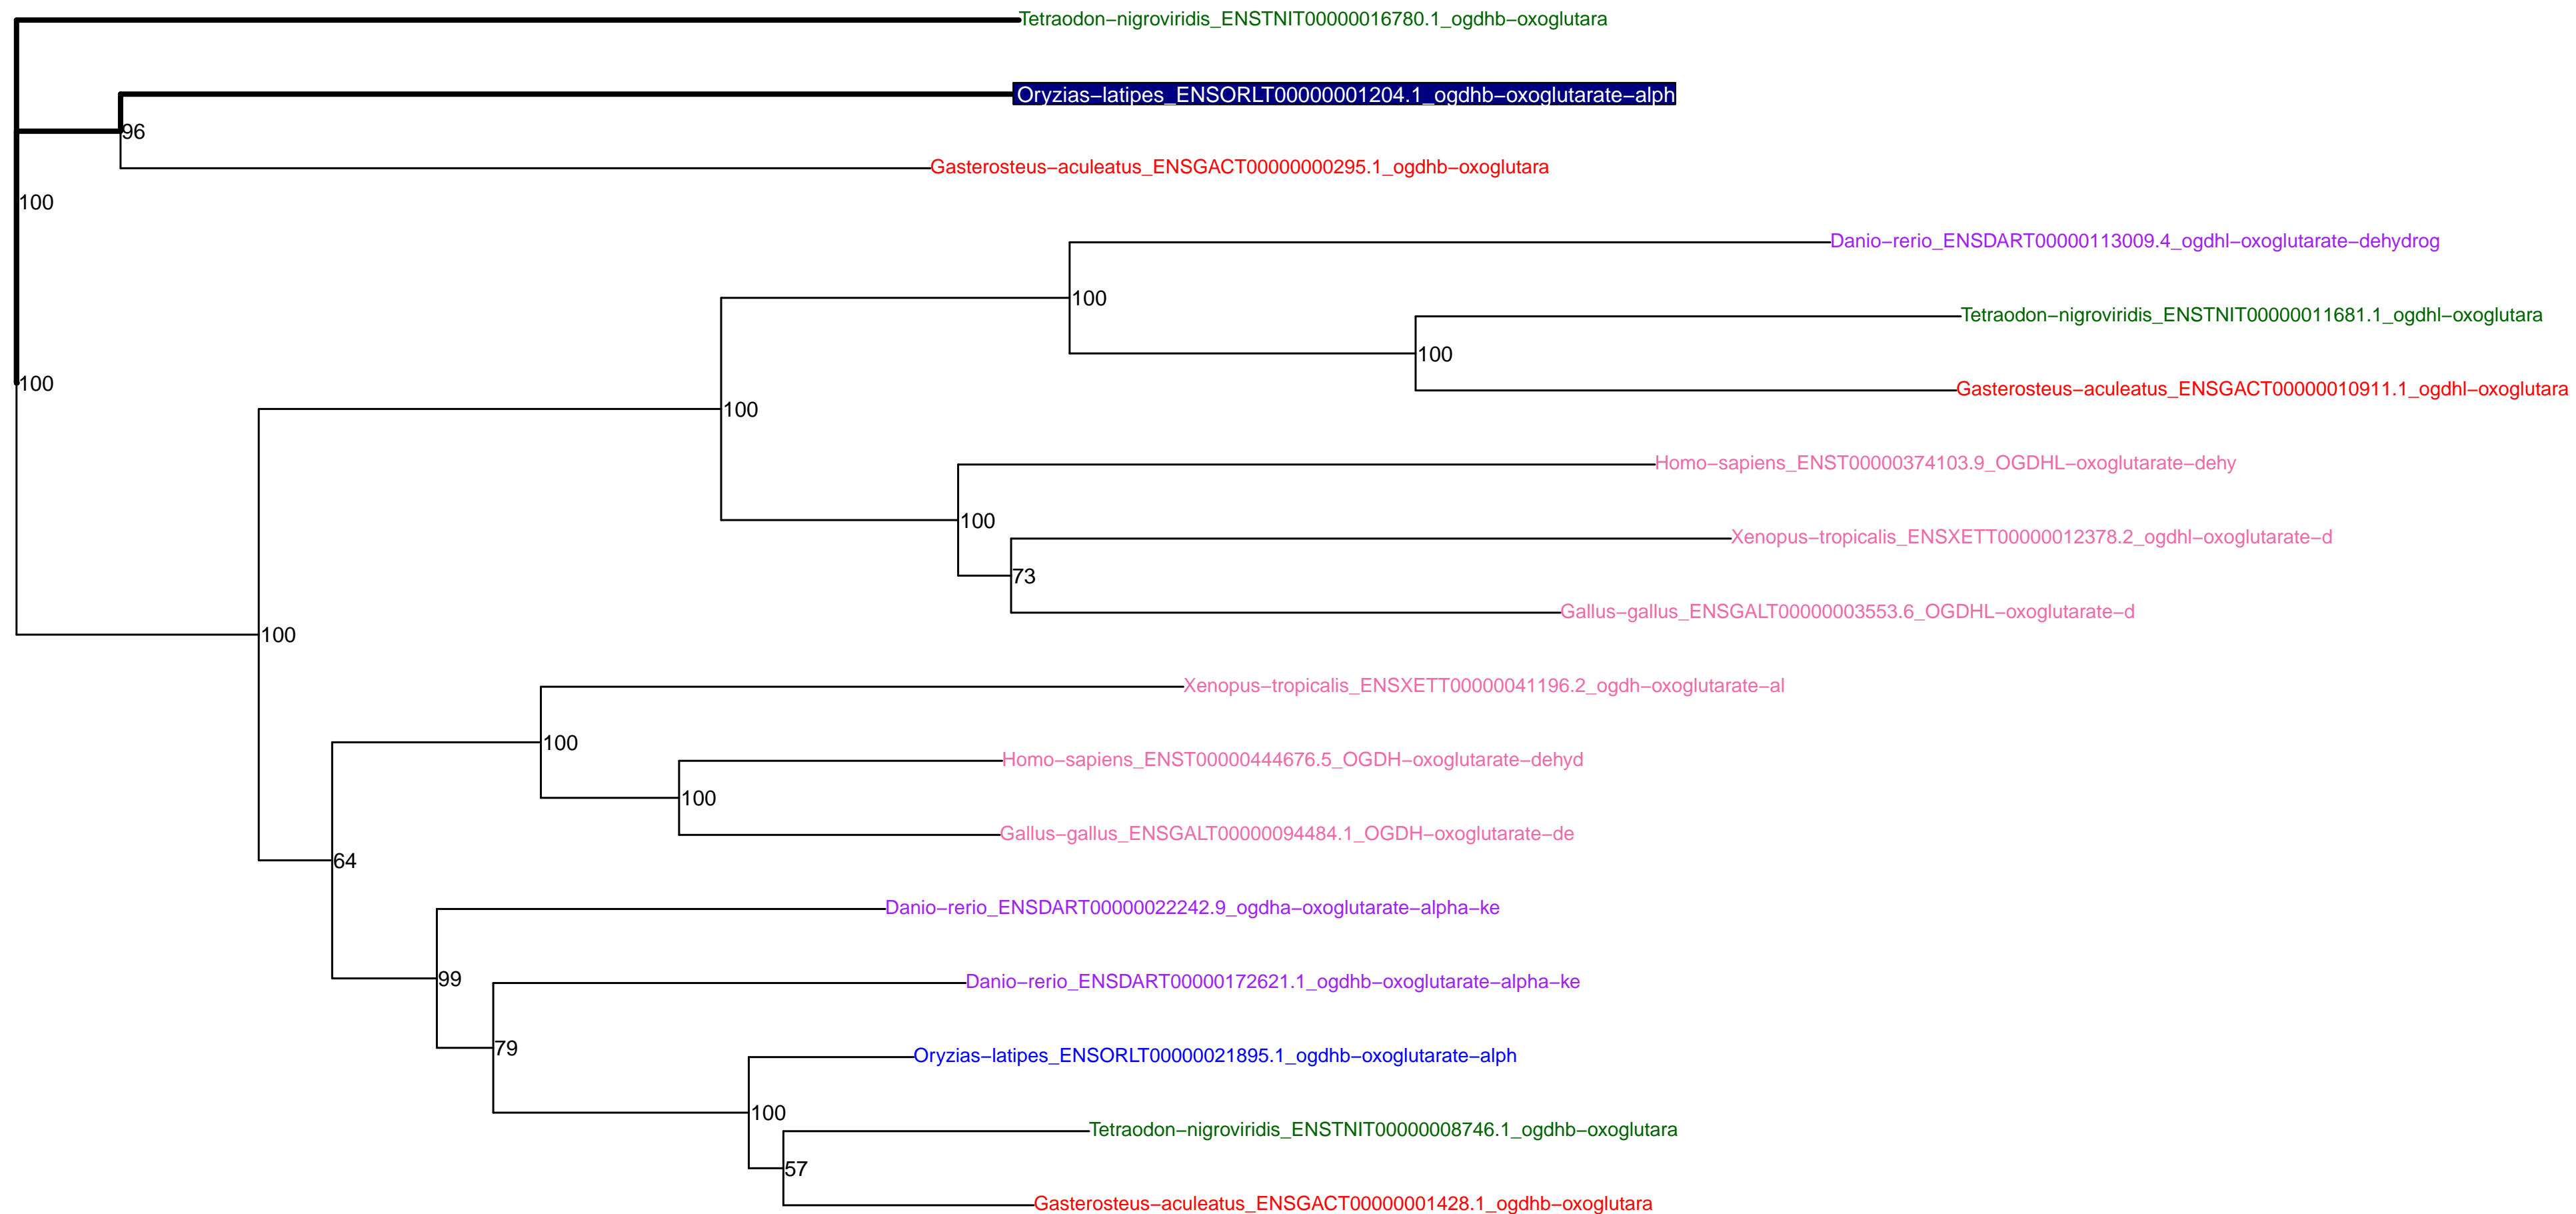 Tetraodon−nigroviridis_ENSTNIT00000016780.1_ogdhb−oxoglutara
Oryzias−latipes_ENSORLT00000001204.1_ogdhb−oxoglutarate−alph
96
Gasterosteus−aculeatus_ENSGACT00000000295.1_ogdhb−oxoglutara
100
Danio−rerio_ENSDART00000113009.4_ogdhl−oxoglutarate−dehydrog
100
Tetraodon−nigroviridis_ENSTNIT00000011681.1_ogdhl−oxoglutara
100
100
Gasterosteus−aculeatus_ENSGACT00000010911.1_ogdhl−oxoglutara
100
Homo−sapiens_ENST00000374103.9_OGDHL−oxoglutarate−dehy
100
Xenopus−tropicalis_ENSXETT00000012378.2_ogdhl−oxoglutarate−d
73
Gallus−gallus_ENSGALT00000003553.6_OGDHL−oxoglutarate−d
100
Xenopus−tropicalis_ENSXETT00000041196.2_ogdh−oxoglutarate−al
100
Homo−sapiens_ENST00000444676.5_OGDH−oxoglutarate−dehyd
100
Gallus−gallus_ENSGALT00000094484.1_OGDH−oxoglutarate−de
64
Danio−rerio_ENSDART00000022242.9_ogdha−oxoglutarate−alpha−ke
99
Danio−rerio_ENSDART00000172621.1_ogdhb−oxoglutarate−alpha−ke
79
Oryzias−latipes_ENSORLT00000021895.1_ogdhb−oxoglutarate−alph
100
Tetraodon−nigroviridis_ENSTNIT00000008746.1_ogdhb−oxoglutara
57
Gasterosteus−aculeatus_ENSGACT00000001428.1_ogdhb−oxoglutara